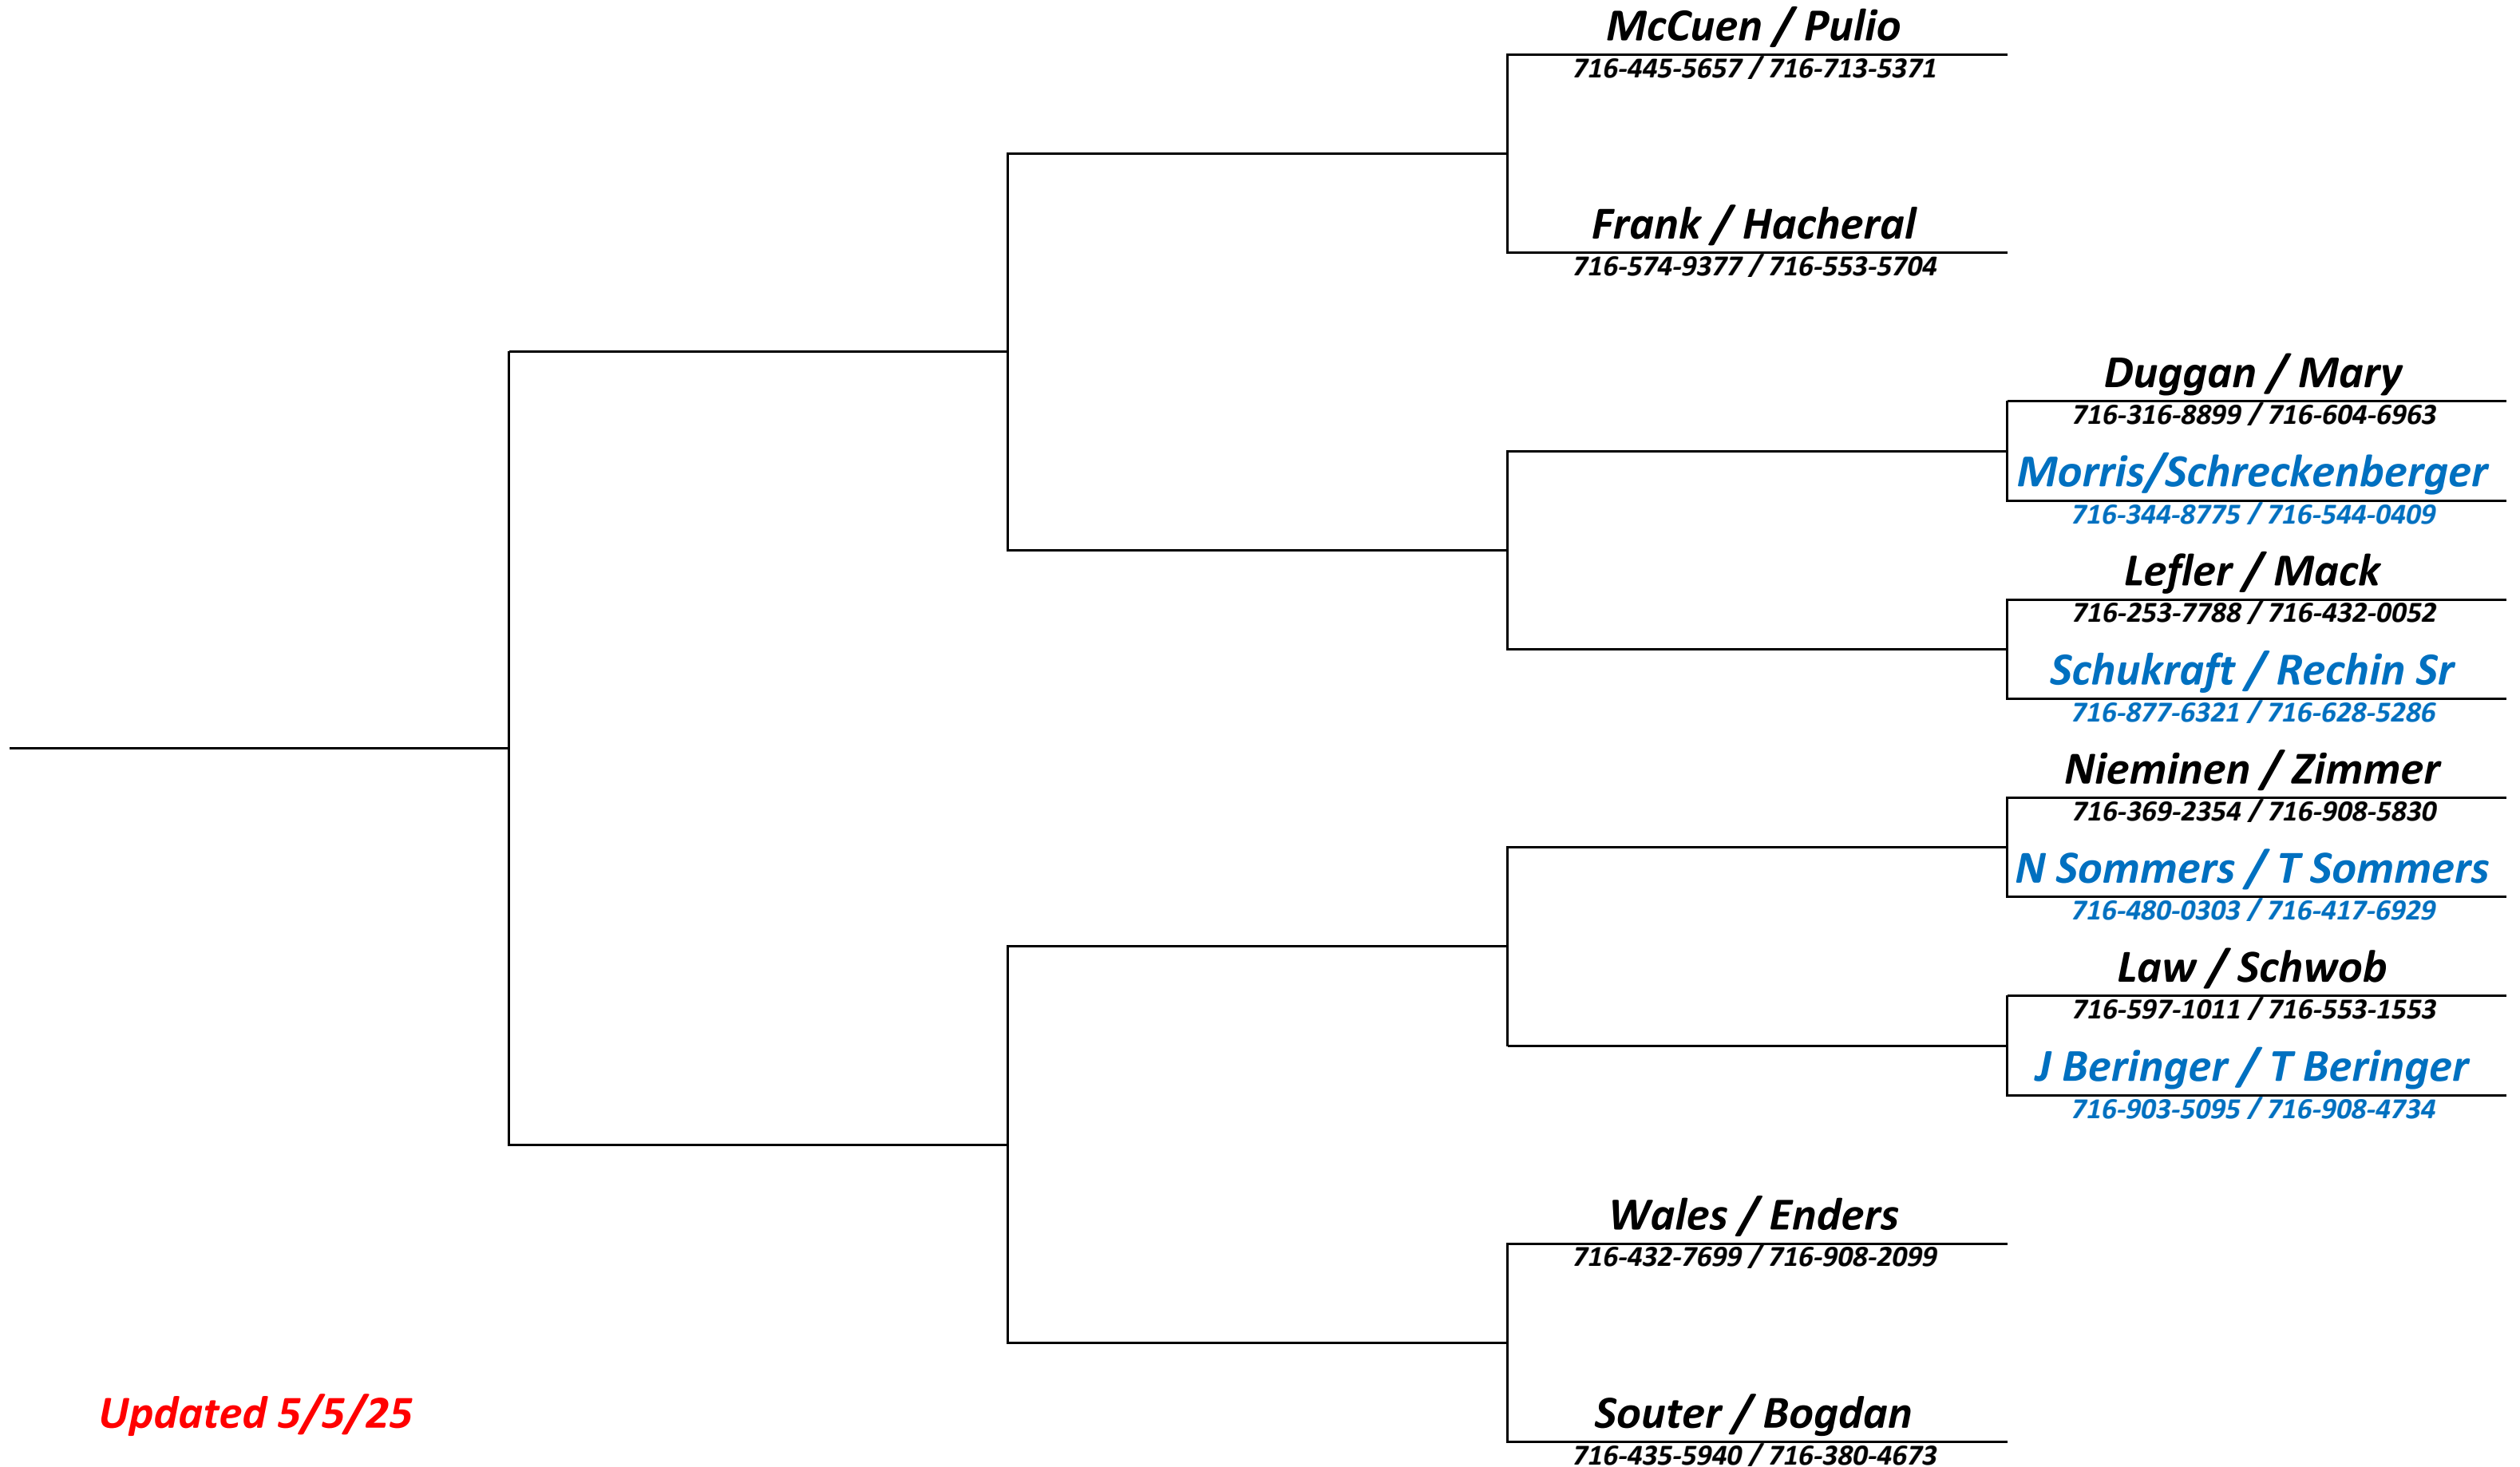 McCuen / Pulio
716-445-5657 / 716-713-5371
Frank / Hacheral
716-574-9377 / 716-553-5704
Duggan / Mary
716-316-8899 / 716-604-6963
Morris/Schreckenberger
716-344-8775 / 716-544-0409
Lefler / Mack
716-253-7788 / 716-432-0052
Schukraft / Rechin Sr
716-877-6321 / 716-628-5286
Nieminen / Zimmer
716-369-2354 / 716-908-5830
N Sommers / T Sommers
716-480-0303 / 716-417-6929
Law / Schwob
716-597-1011 / 716-553-1553
J Beringer / T Beringer
716-903-5095 / 716-908-4734
Wales / Enders
716-432-7699 / 716-908-2099
Souter / Bogdan
716-435-5940 / 716-380-4673
Updated 5/5/25